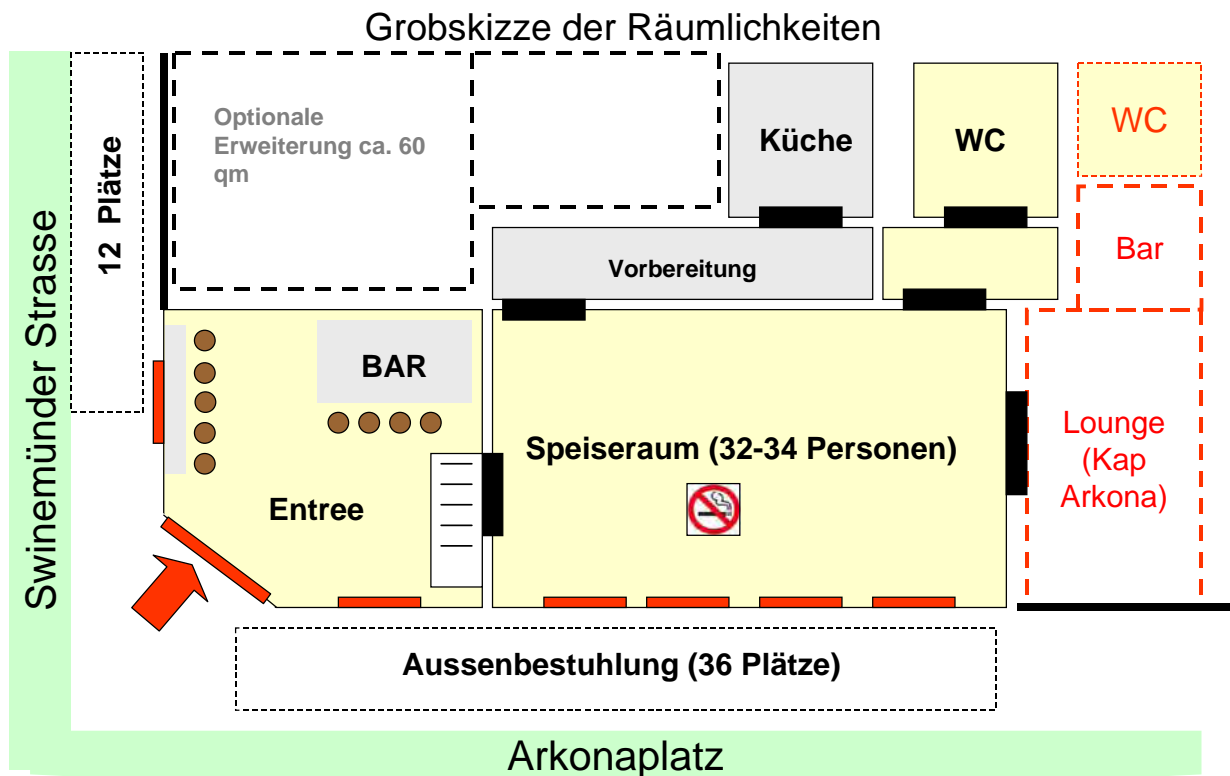 Grobskizze der Räumlichkeiten
Swinemünder Strasse
12 Plätze
Optionale
Erweiterung ca. 60
qm
Küche
WC
WC
Bar
Vorbereitung
BAR
Speiseraum (32-34 Personen)
Lounge
(Kap
Arkona)
Entree
Aussenbestuhlung (36 Plätze)
Arkonaplatz